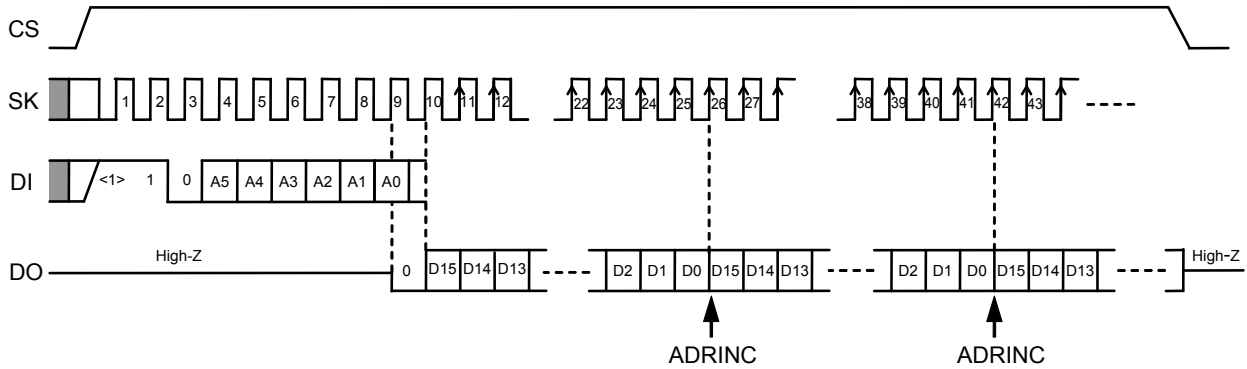 CS
SK 1 2 3 4 5 6 7 8 9 10 11 12 22 23 24 25 26 27 38 39 40 41 42 43
DI <1> 1 0 A5 A4 A3 A2 A1 A0
DO High-Z 0 D15 D14 D13 D2 D1 D0 D15 D14 D13 D2 D1 D0 D15 D14 D13 High-Z
ADRINC ADRINC